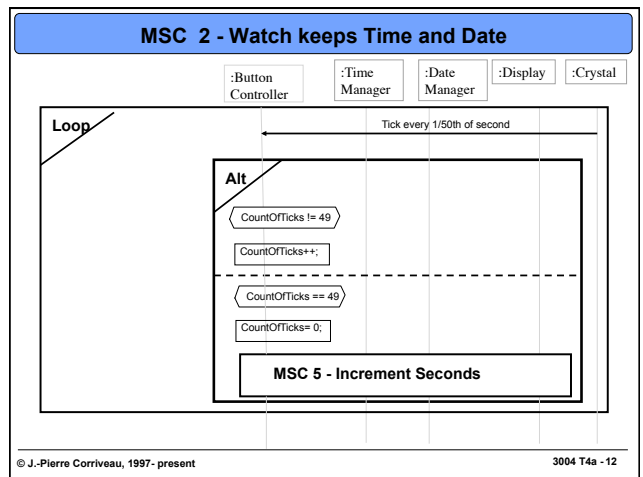 MSC 2 - Watch keeps Time and Date
:Button
Controller
:Time
Manager
:Date
Manager
:Display
:Crystal
Loop
Tick every 1/50th of second
Alt
CountOfTicks != 49
CountOfTicks++;
CountOfTicks == 49
CountOfTicks= 0;
MSC 5 - Increment Seconds
© J.-Pierre Corriveau, 1997- present
3004 T4a - 12